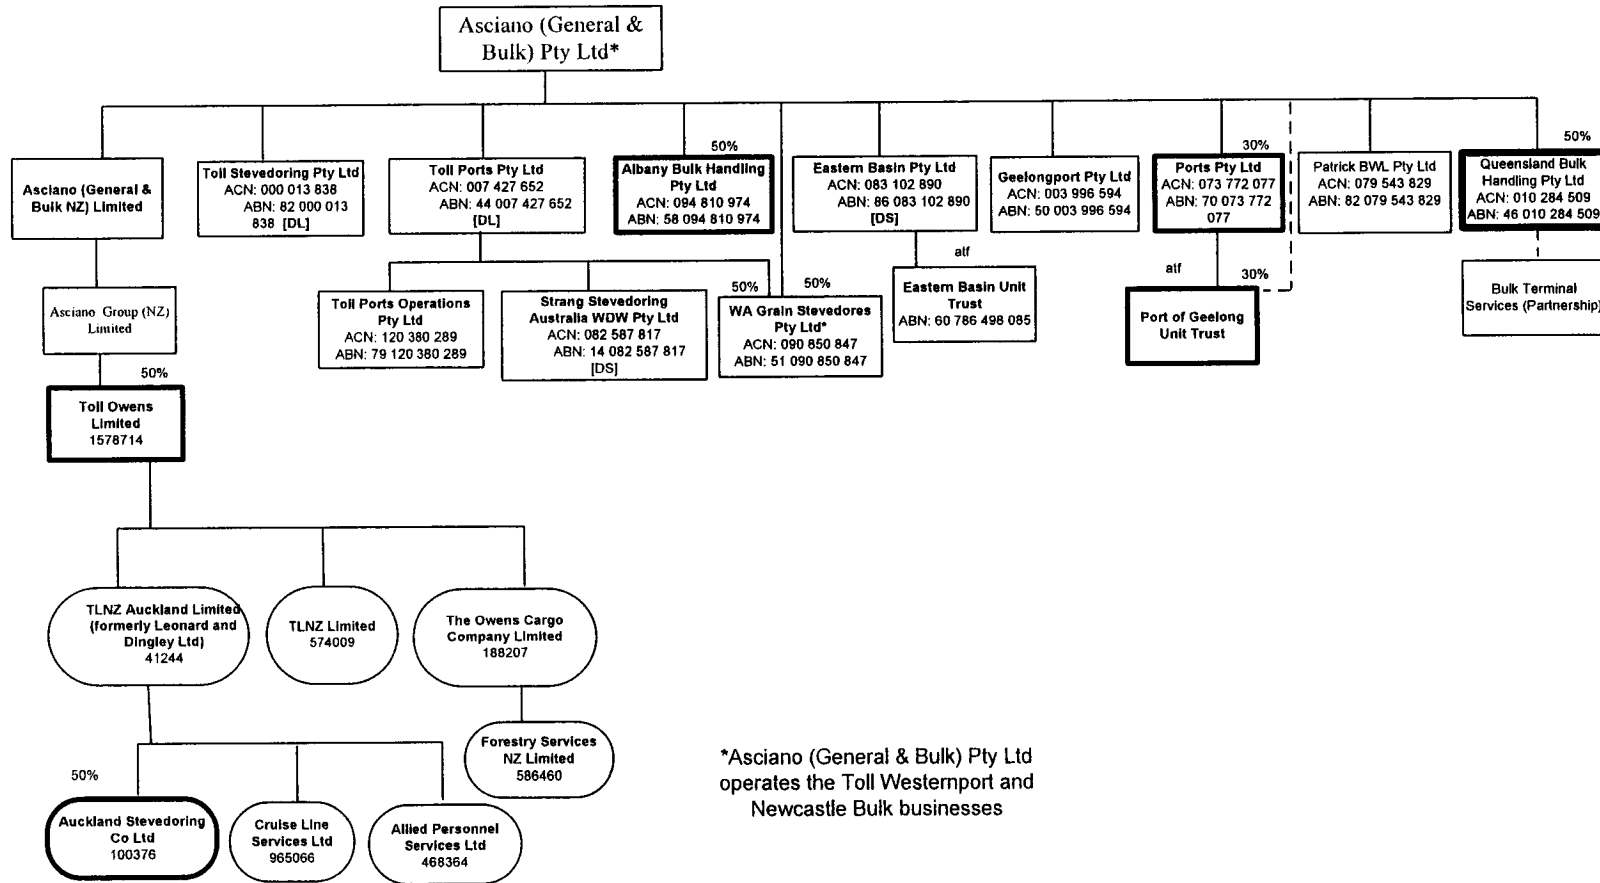 Asciano (General &
Bulk) Pty Ltd*
Asciano (General &
Bulk NZ) Limited
Toll Stevedoring Pty Ltd
ACN: 000 013 838
ABN: 82 000 013
838 [DL]
Toll Ports Pty Ltd
ACN: 007 427 652
ABN: 44 007 427 652
[DL]
50%
Albany Bulk Handling
Pty Ltd
ACN: 094 810 974
ABN: 58 094 810 974
Eastern Basin Pty Ltd
ACN: 083 102 890
ABN: 86 083 102 890
[DS]
Geelongport Pty Ltd
ACN: 003 996 594
ABN: 50 003 996 594
30%
Ports Pty Ltd
ACN: 073 772 077
ABN: 70 073 772
077
Patrick BWL Pty Ltd
ACN: 079 543 829
ABN: 82 079 543 829
50%
Queensland Bulk
Handling Pty Ltd
ACN: 010 284 509
ABN: 46 010 284 509
Asciano Group (NZ)
Limited
Toll Ports Operations
Pty Ltd
ACN: 120 380 289
ABN: 79 120 380 289
Strang Stevedoring
Australia WDW Pty Ltd
ACN: 082 587 817
ABN: 14 082 587 817
[DS]
50%
50%
WA Grain Stevedores
Pty Ltd*
ACN: 090 850 847
ABN: 51 090 850 847
atf
Eastern Basin Unit
Trust
ABN: 60 786 498 085
atf
30%
Port of Geelong
Unit Trust
Bulk Terminal
Services (Partnership)
50%
Toll Owens
Limited
1578714
TLNZ Auckland Limited
(formerly Leonard and
Dingley Ltd)
41244
TLNZ Limited
574009
The Owens Cargo
Company Limited
188207
Forestry Services
NZ Limited
586460
50%
Auckland Stevedoring
Co Ltd
100376
Cruise Line
Services Ltd
965066
Allied Personnel
Services Ltd
468364
*Asciano (General & Bulk) Pty Ltd
operates the Toll Westernport and
Newcastle Bulk businesses